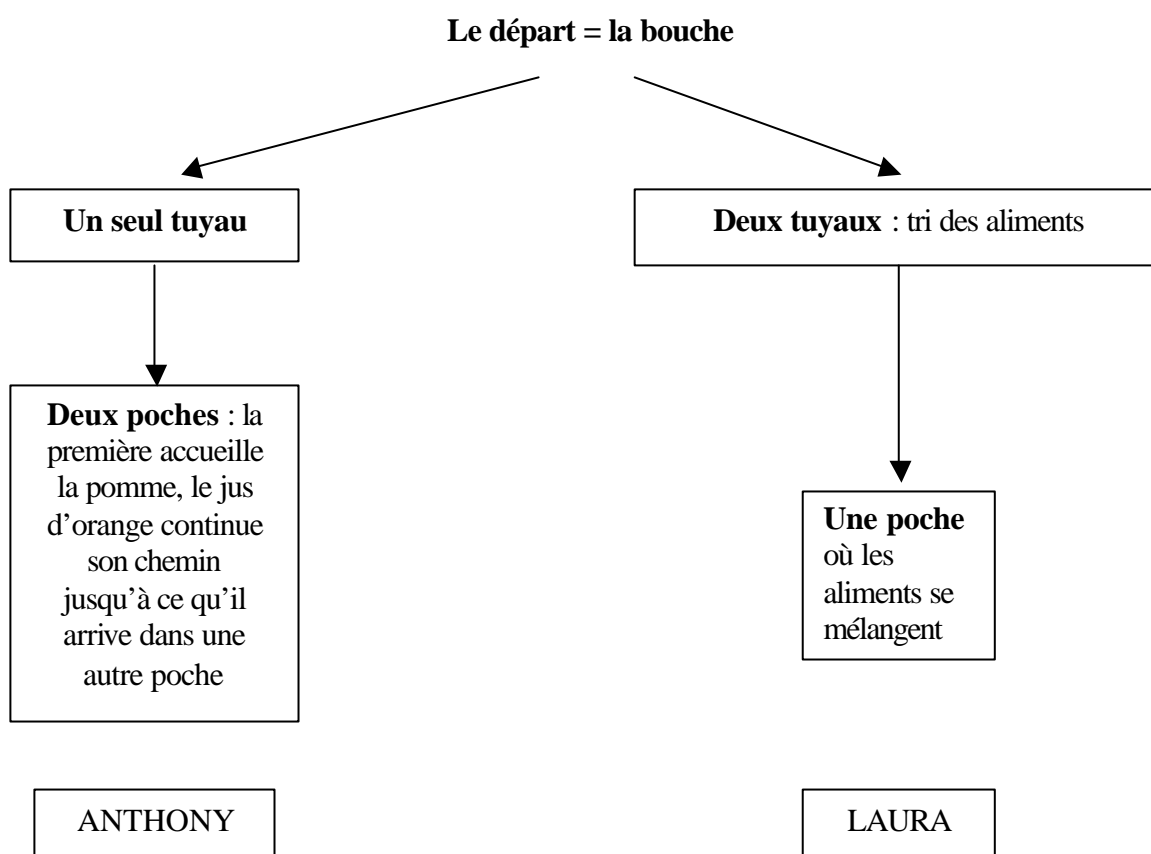 Le départ = la bouche
Un seul tuyau
Deux tuyaux : tri des aliments
Deux poches : la
première accueille
la pomme, le jus
d’orange continue
son chemin
jusqu’à ce qu’il
arrive dans une
autre poche
Une poche
où les
aliments se
mélangent
ANTHONY
LAURA